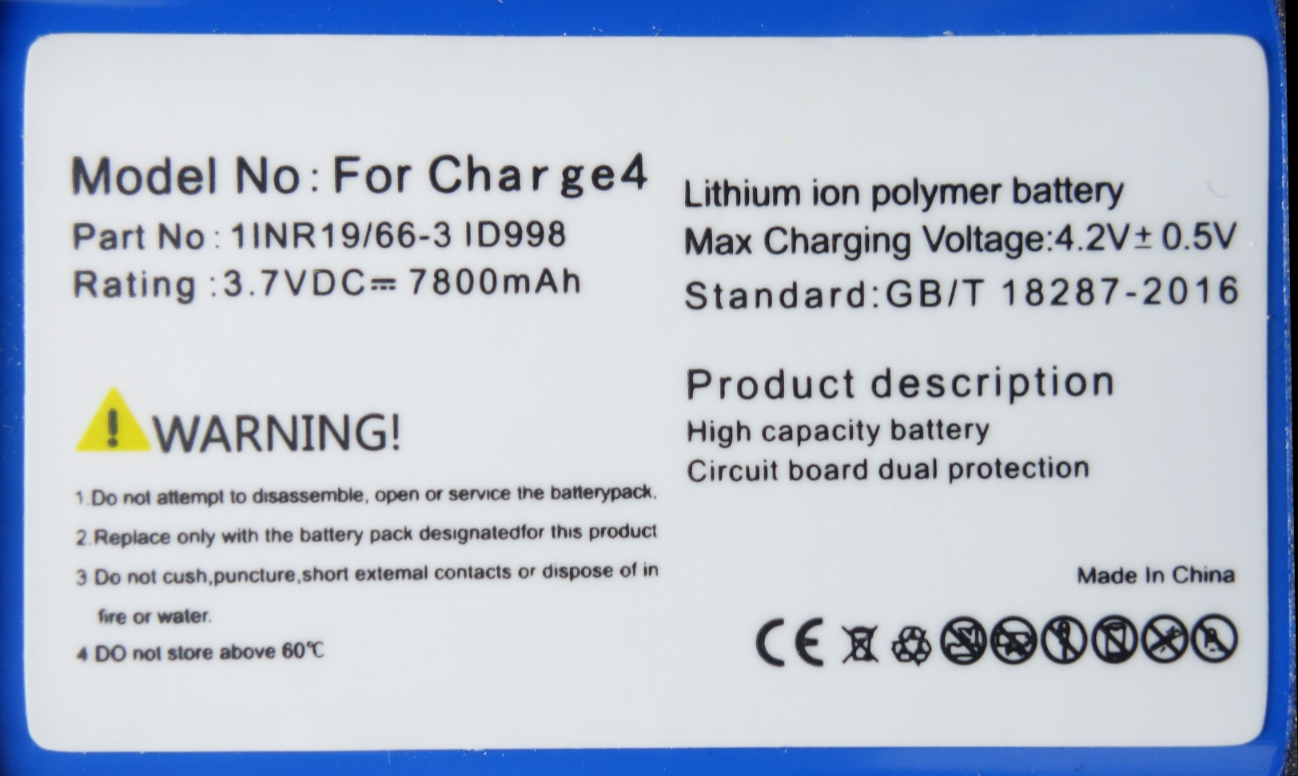 Model No: For Charge4
Part No : 1INR19/66-3 ID998
Rating :3.7VDC⎓ 7800mAh
WARNING!
1.Do not attempt to disassemble, open or service the batterypack.
2.Replace only with the battery pack designatedfor this product
3 Do not cush,puncture,short extemal contacts or dispose of in
fire or water.
4 DO not store above 60℃
Lithium ion polymer battery
Max Charging Voltage:4.2V± 0.5V
Standard:GB/T 18287-2016
Product description
High capacity battery
Circuit board dual protection
Made In China
CE